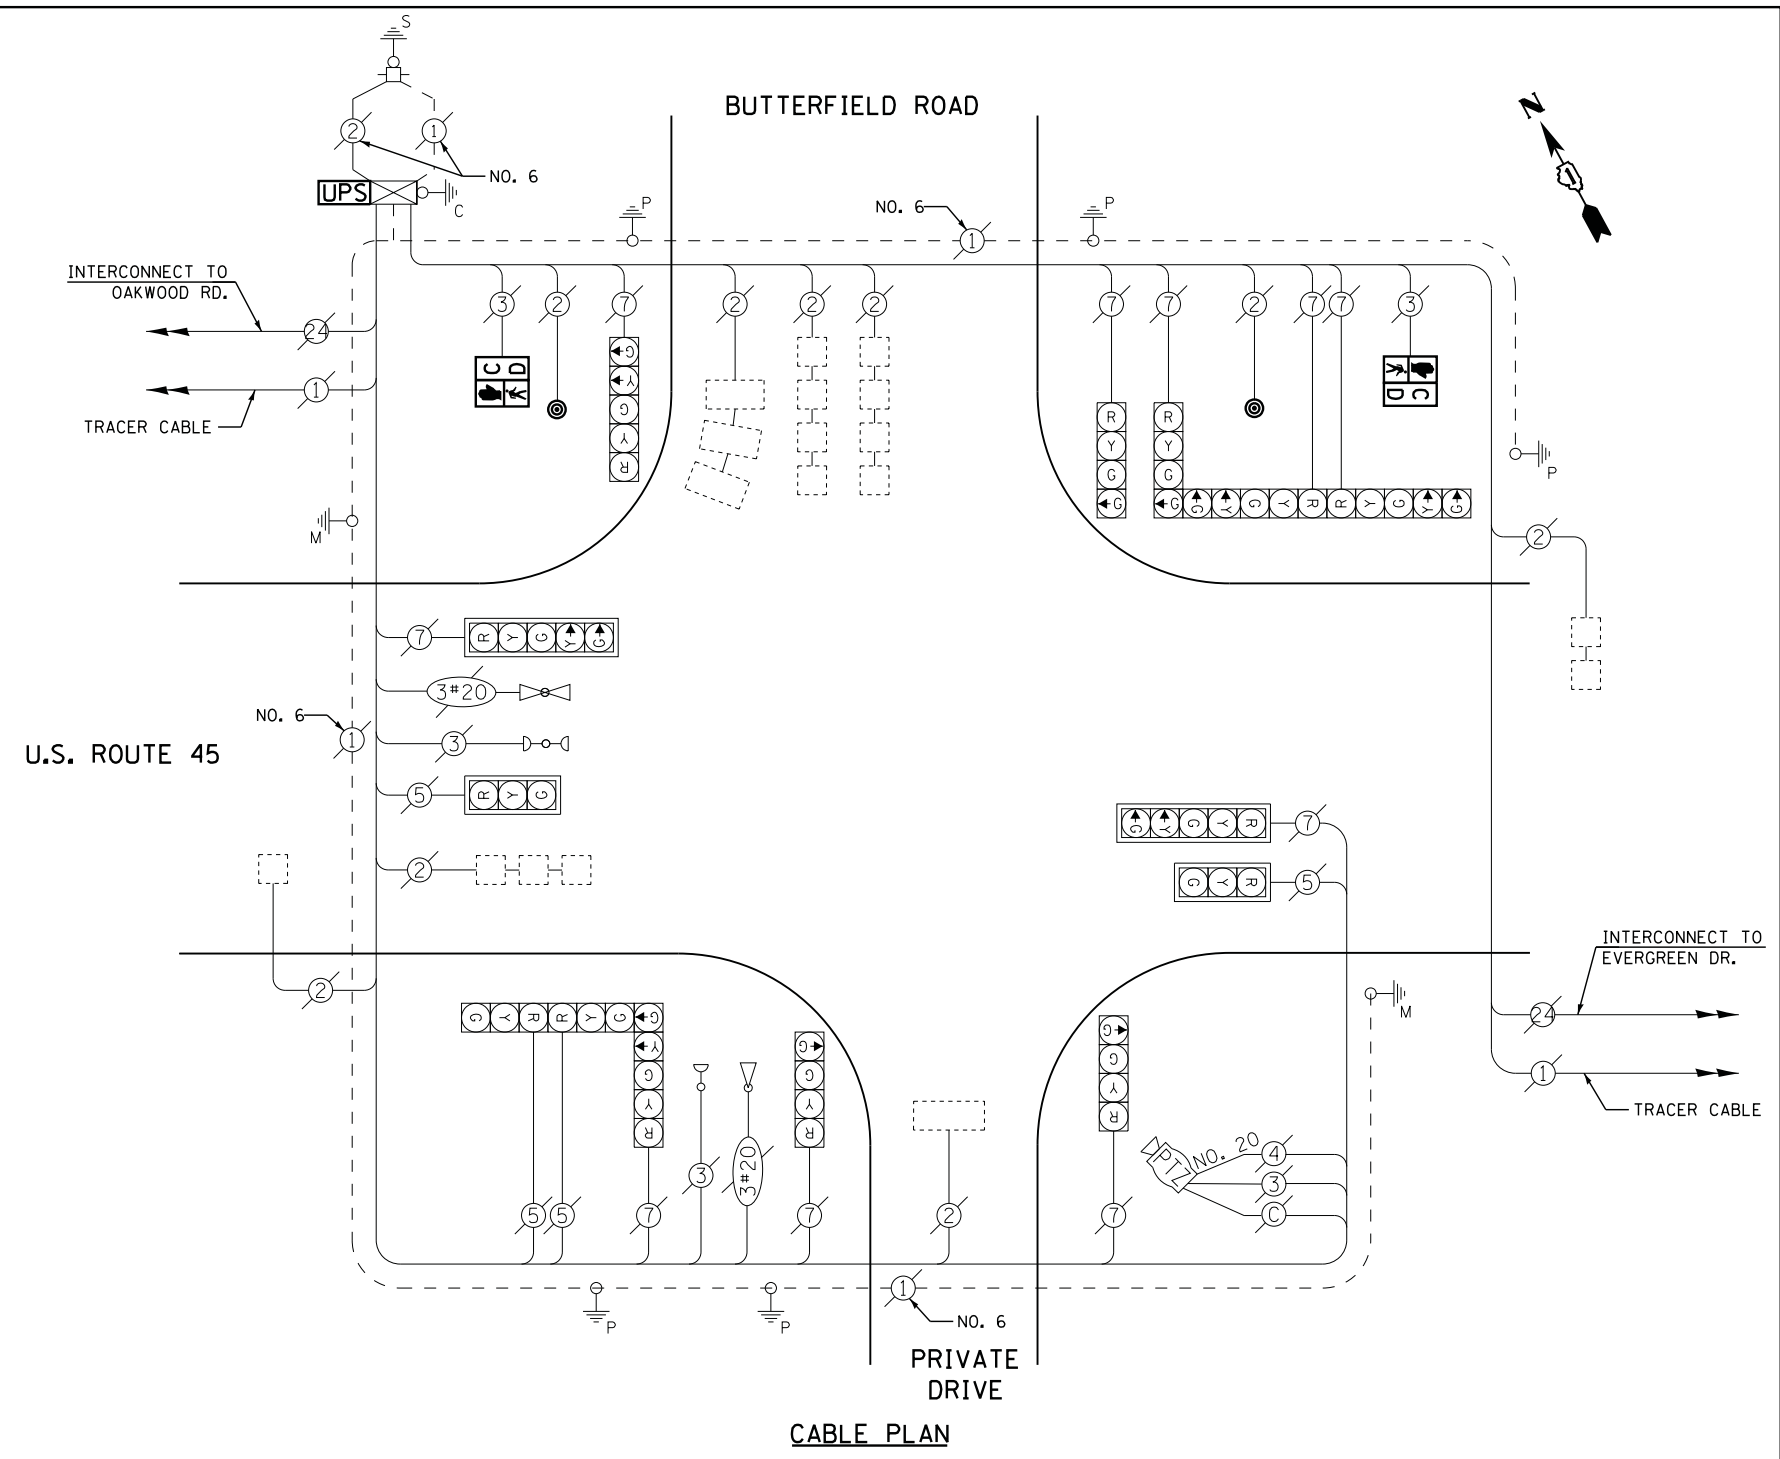 S
BUTTERFIELD ROAD
N
2
1
NO. 6
UPS
C
P
NO. 6
1
P
INTERCONNECT TO
OAKWOOD RD.
24
3
2
7
2
2
2
7
7
2
7
7
3
1
TRACER CABLE
C D
G
Y
G
Y
R
R
Y
G
G
R
Y
G
G G Y G Y R R Y G Y G
C D
P
M
2
7
R Y G Y G
3#20
NO. 6
1
3
U.S. ROUTE 45
5
R Y G
G Y G Y R
7
2
G Y R
5
INTERCONNECT TO
EVERGREEN DR.
2
24
M
G Y R R Y G G
Y
G
Y
R
G
G
Y
R
G
G
Y
R
1
TRACER CABLE
3
3#20
PTZ
NO. 20
4
3
C
5
5
7
7
2
7
P
P
1
NO. 6
PRIVATE
DRIVE
CABLE PLAN